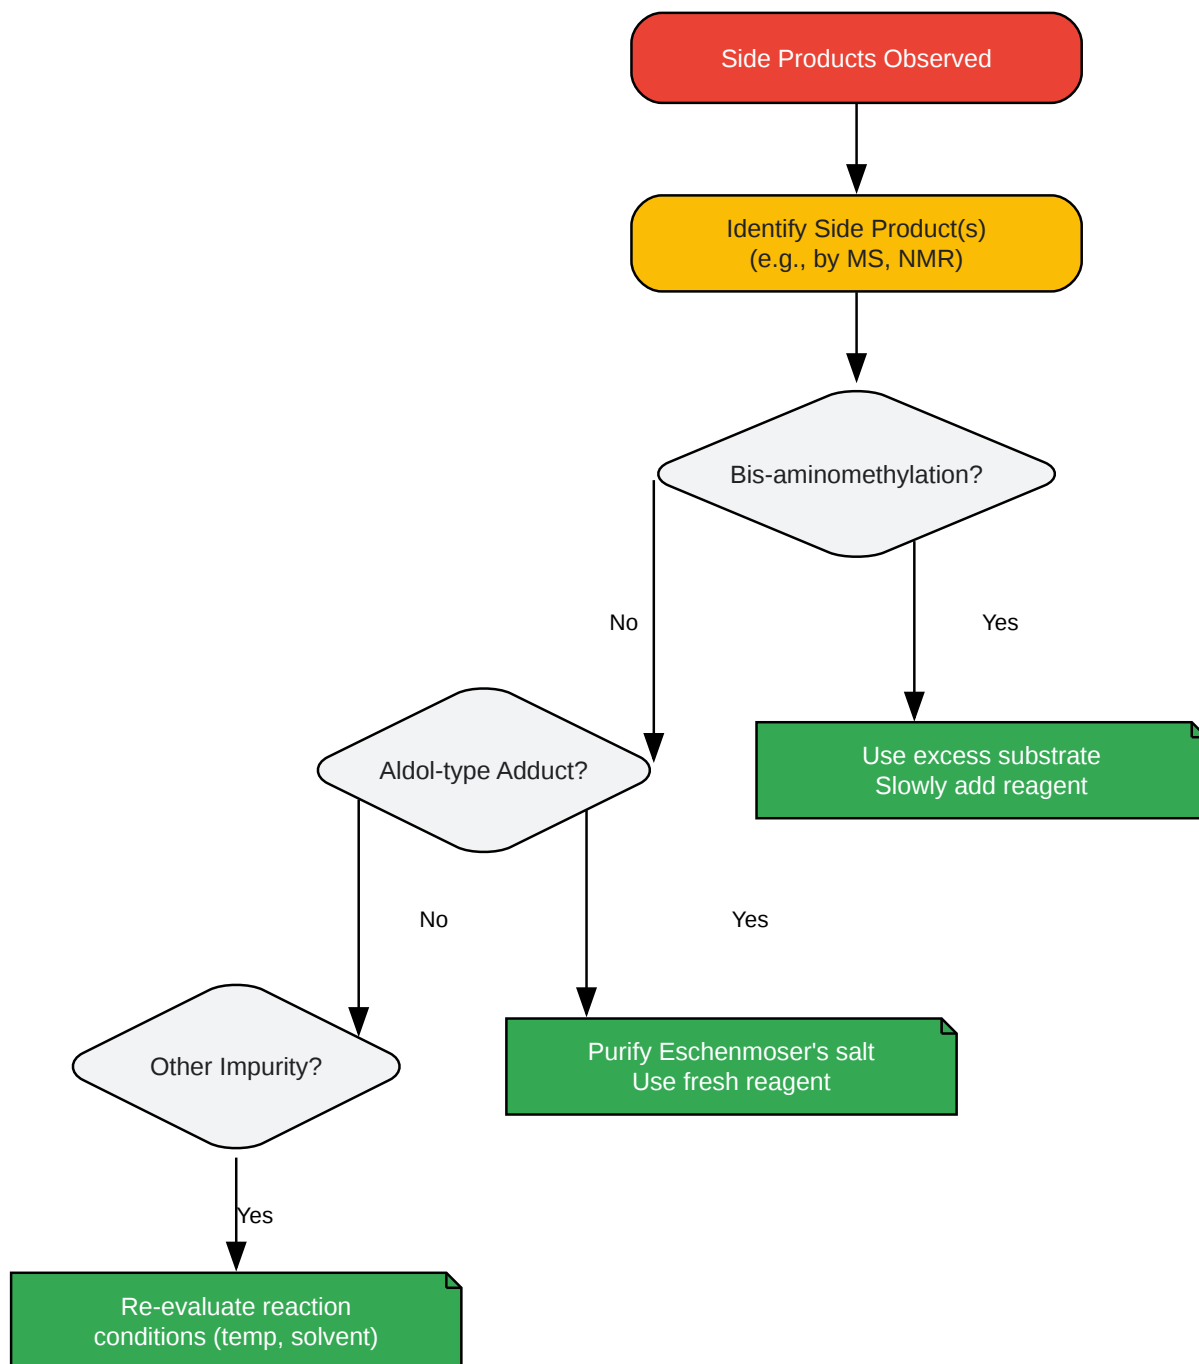 Side Products Observed
Identify Side Product(s)
(e.g., by MS, NMR)
Bis-aminomethylation?
No
Yes
Use excess substrate
Slowly add reagent
Aldol-type Adduct?
No
Yes
Purify Eschenmoser's salt
Use fresh reagent
Other Impurity?
Yes
Re-evaluate reaction
conditions (temp, solvent)